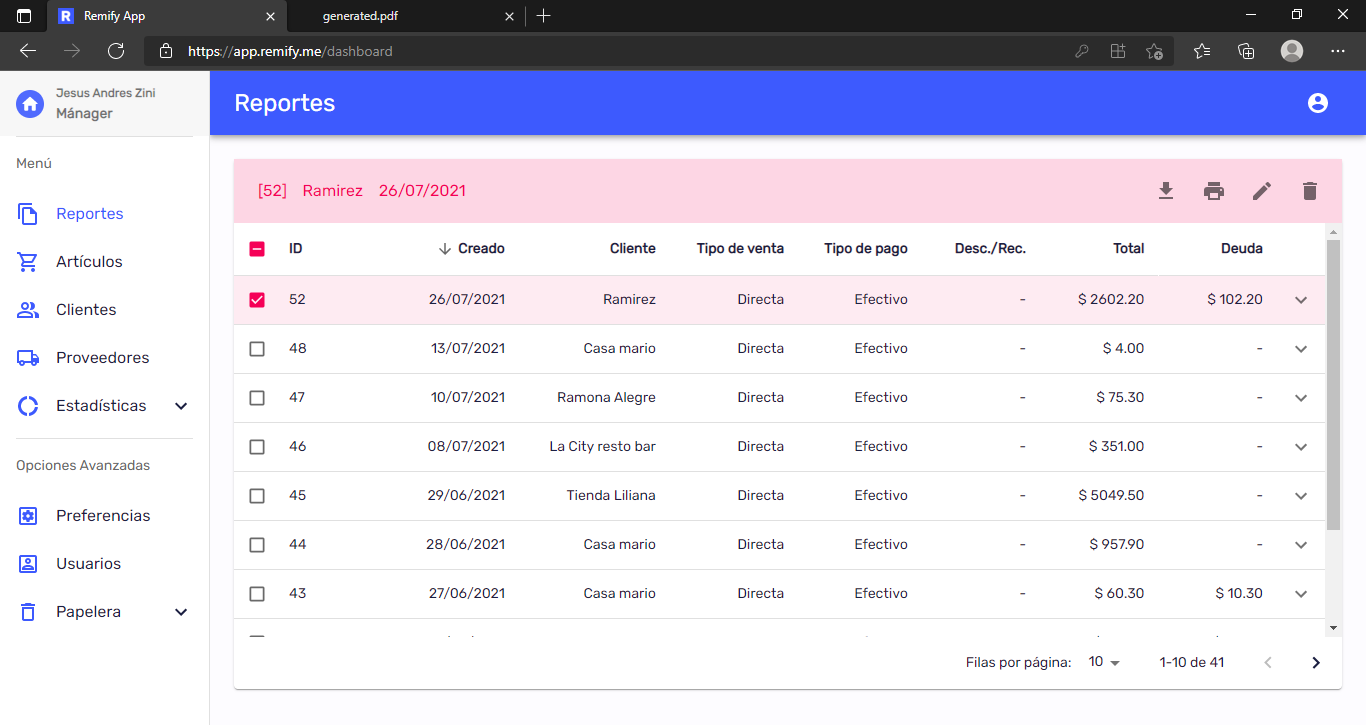 Remify App
generated.pdf
https://app.remify.me/dashboard
Jesus Andres Zini
Mánager
Reportes
Menú
Reportes
Artículos
Clientes
Proveedores
Estadísticas
Opciones Avanzadas
Preferencias
Usuarios
Papelera
[52] Ramirez 26/07/2021
ID Creado Cliente Tipo de venta Tipo de pago Desc./Rec. Total Deuda
52 26/07/2021 Ramirez Directa Efectivo - $ 2602.20 $ 102.20
48 13/07/2021 Casa mario Directa Efectivo - $ 4.00 -
47 10/07/2021 Ramona Alegre Directa Efectivo - $ 75.30 -
46 08/07/2021 La City resto bar Directa Efectivo - $ 351.00 -
45 29/06/2021 Tienda Liliana Directa Efectivo - $ 5049.50 -
44 28/06/2021 Casa mario Directa Efectivo - $ 957.90 -
43 27/06/2021 Casa mario Directa Efectivo - $ 60.30 $ 10.30
Filas por página: 10 1-10 de 41